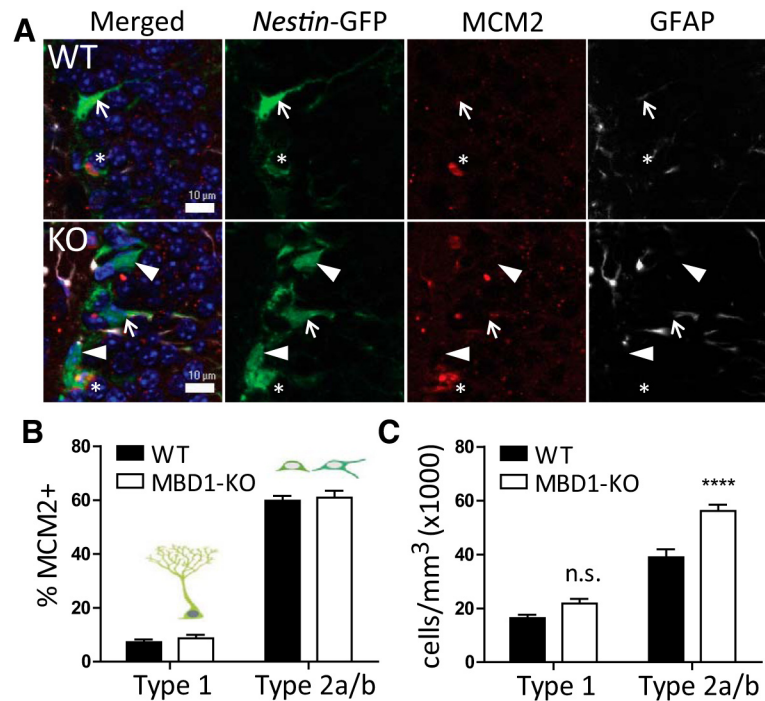 A
Merged Nestin-GFP MCM2 GFAP
WT
*
*
*
*
10 µm
KO
*
*
*
*
10 µm
B
80
60
40
20
0
% MCM2+
WT
MBD1-KO
Type 1 Type 2a/b
C
80
60
40
20
0
cells/mm³ (x1000)
WT
MBD1-KO
n.s.
****
Type 1 Type 2a/b